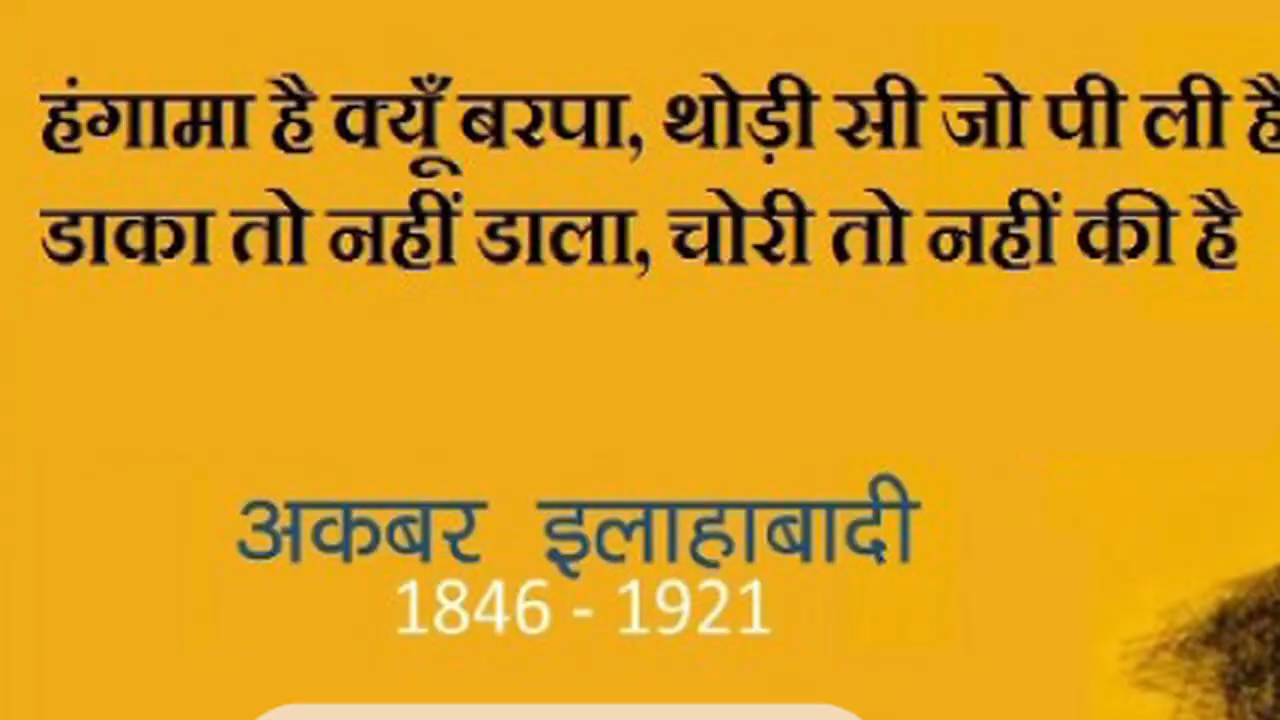 हंगामा है क्यूँ बरपा, थोड़ी सी जो पी ली है
डाका तो नहीं डाला, चोरी तो नहीं की है
अकबर इलाहाबादी
1846 - 1921